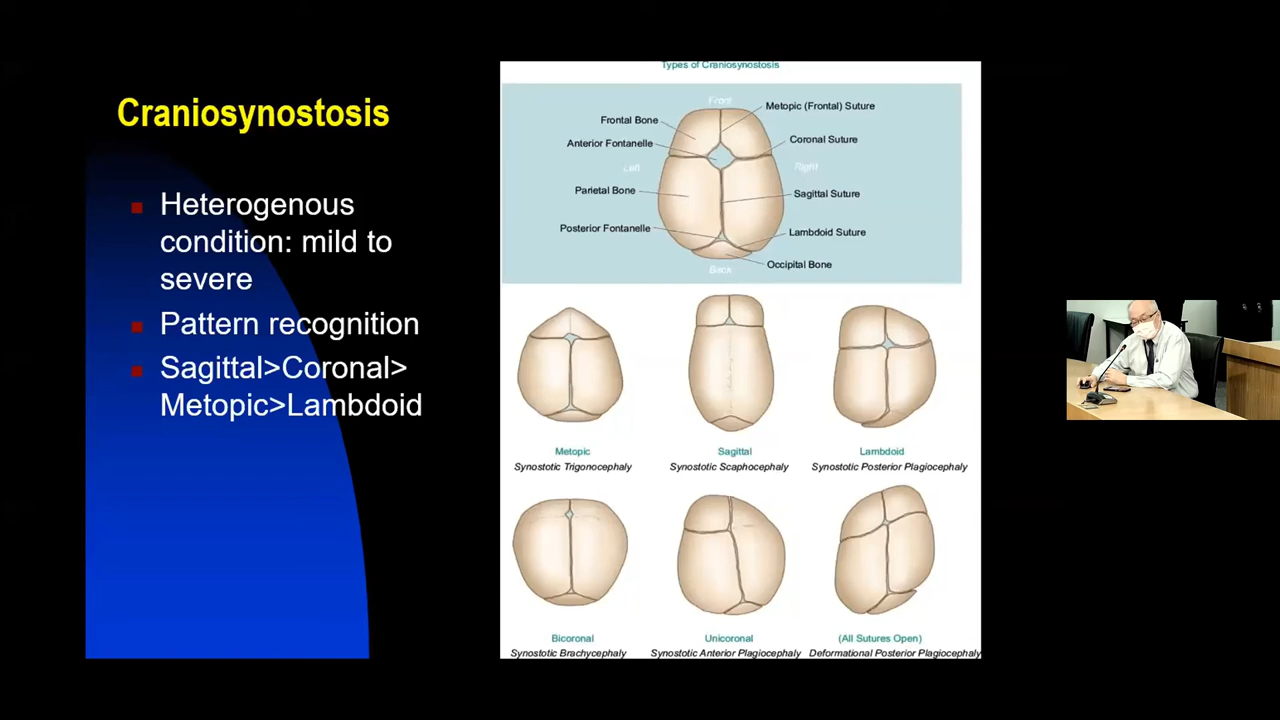 Craniosynostosis
Heterogenous
condition: mild to
severe
Pattern recognition
Sagittal>Coronal>
Metopic>Lambdoid
Types of Craniosynostosis
Front
Metopic (Frontal) Suture
Frontal Bone
Anterior Fontanelle
Coronal Suture
Left
Right
Parietal Bone
Sagittal Suture
Posterior Fontanelle
Lambdoid Suture
Back
Occipital Bone
Metopic
Synostotic Trigonocephaly
Sagittal
Synostotic Scaphocephaly
Lambdoid
Synostotic Posterior Plagiocephaly
Bicoronal
Synostotic Brachycephaly
Unicoronal
Synostotic Anterior Plagiocephaly
(All Sutures Open)
Deformational Posterior Plagiocephaly